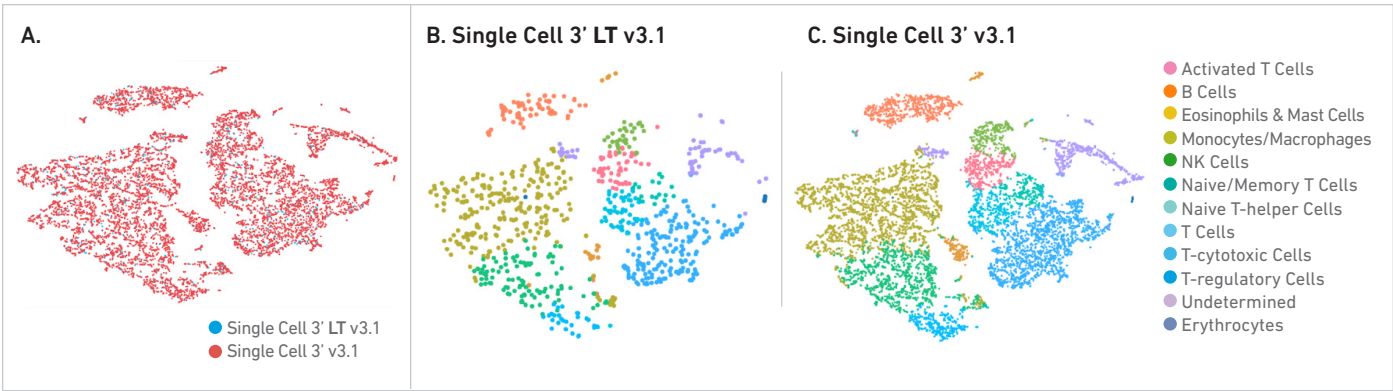 A.
Single Cell 3’ LT v3.1
Single Cell 3’ v3.1
B. Single Cell 3’ LT v3.1
C. Single Cell 3’ v3.1
Activated T Cells
B Cells
Eosinophils & Mast Cells
Monocytes/Macrophages
NK Cells
Naive/Memory T Cells
Naive T-helper Cells
T Cells
T-cytotoxic Cells
T-regulatory Cells
Undetermined
Erythrocytes